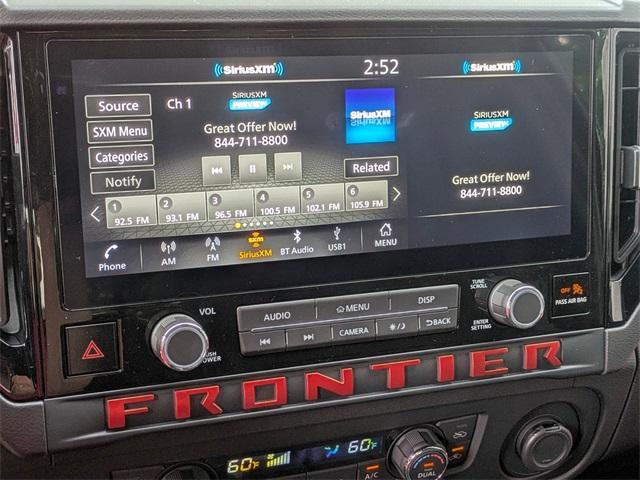 SiriusXM 2:52 SiriusXM
Source Ch 1 SIRIUSXM PREVIEW SiriusXM
SXM Menu Great Offer Now!
844-711-8800
SIRIUSXM PREVIEW
Categories
Notify Related
Great Offer Now!
844-711-8800
1 2 3 4 5 6
92.5 FM 93.1 FM 96.5 FM 100.5 FM 102.1 FM 105.9 FM
Phone AM FM SXM SiriusXM BT Audio USB1 MENU
VOL AUDIO MENU DISP TUNE SCROLL
CAMERA BACK ENTER SETTING
PUSH POWER
OFF
PASS AIR BAG
FRONTIER
60°F 60°F
A/C DUAL